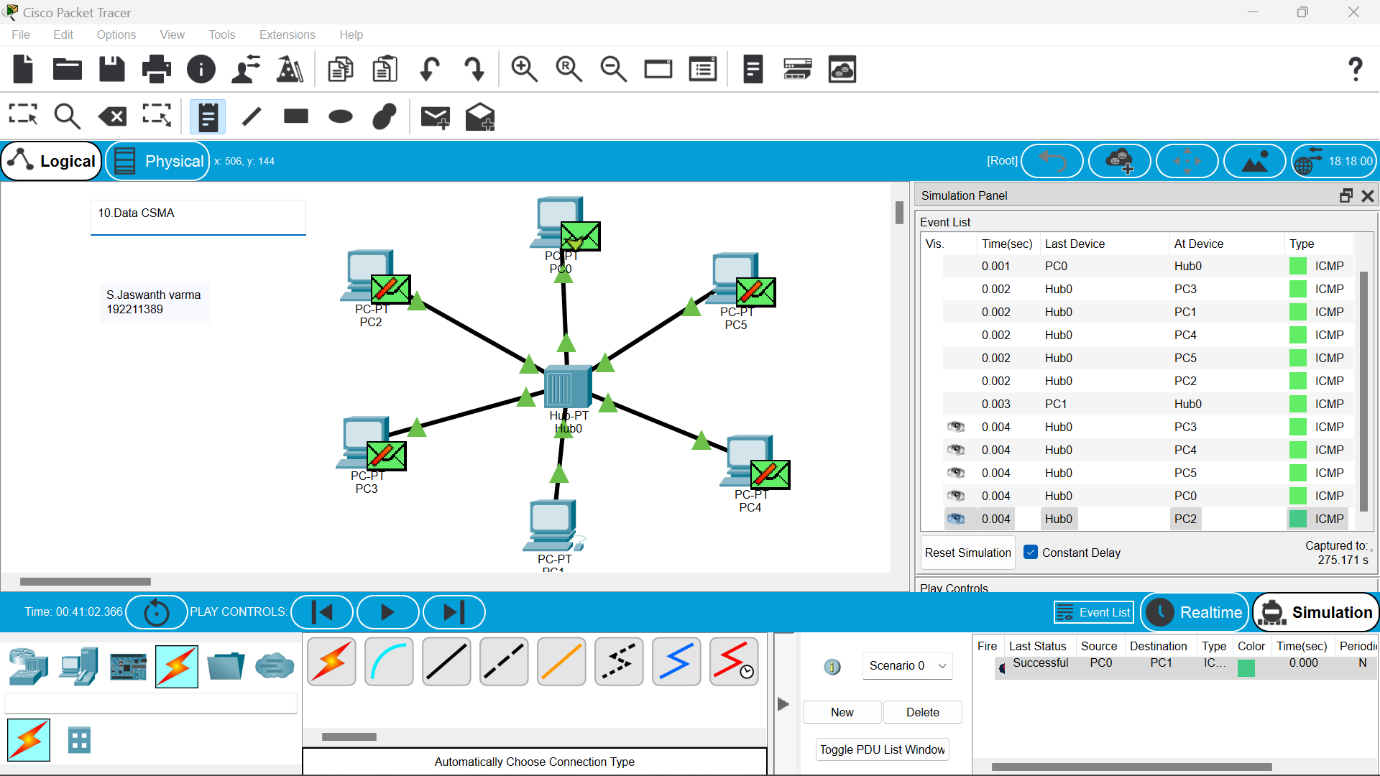 Cisco Packet Tracer
File Edit Options View Tools Extensions Help
Logical Physical x: 506, y: 144 [Root] 18:18:00
10.Data CSMA
S.Jaswanth varma
192211389
PC-PT
PC0
PC-PT
PC2
PC-PT
PC5
Hub-PT
Hub0
PC-PT
PC3
PC-PT
PC4
PC-PT
PC1
Simulation Panel
Event List
Vis. Time(sec) Last Device At Device Type
0.001 PC0 Hub0 ICMP
0.002 Hub0 PC3 ICMP
0.002 Hub0 PC1 ICMP
0.002 Hub0 PC4 ICMP
0.002 Hub0 PC5 ICMP
0.002 Hub0 PC2 ICMP
0.003 PC1 Hub0 ICMP
0.004 Hub0 PC3 ICMP
0.004 Hub0 PC4 ICMP
0.004 Hub0 PC5 ICMP
0.004 Hub0 PC0 ICMP
0.004 Hub0 PC2 ICMP
Reset Simulation Constant Delay Captured to:
275.171 s
Play Controls
Time: 00:41:02.366 PLAY CONTROLS: Event List Realtime Simulation
Scenario 0
New Delete
Toggle PDU List Window
Fire Last Status Source Destination Type Color Time(sec) Periodi
Successful PC0 PC1 IC... 0.000 N
Automatically Choose Connection Type